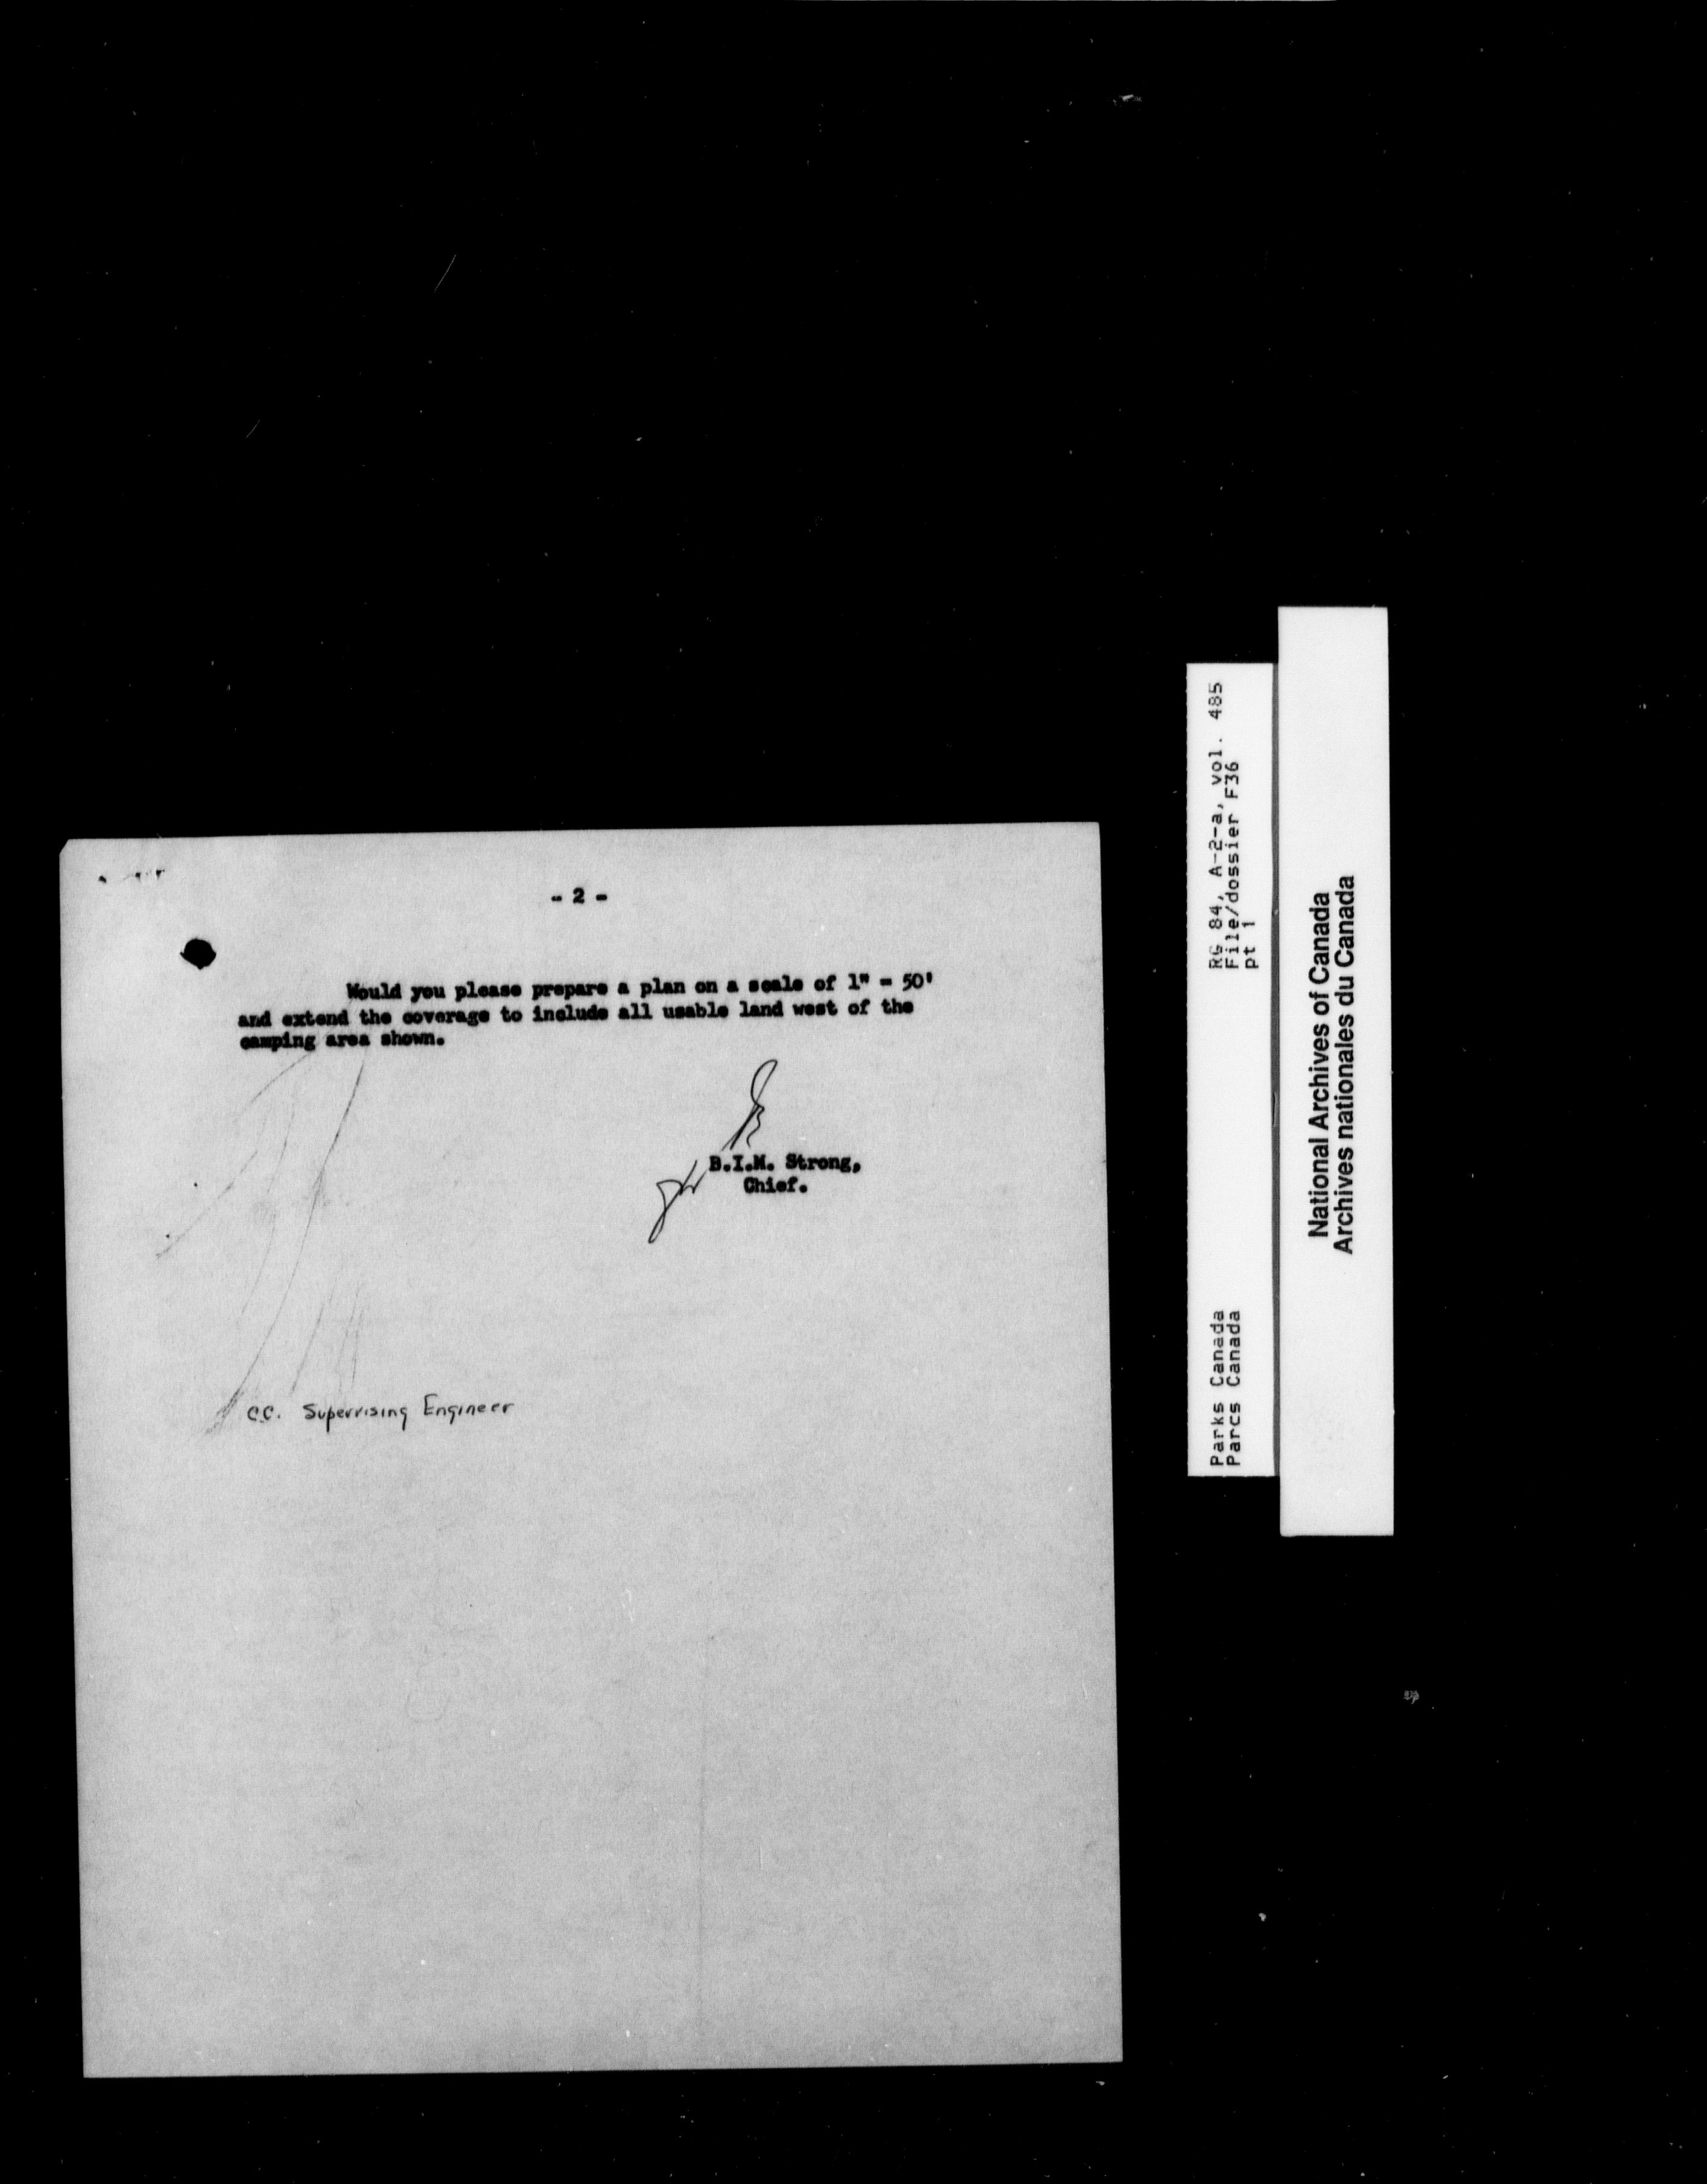 - 2 -
Would you please prepare a plan on a scale of 1" = 50'
and extend the coverage to include all usable land west of the
camping area shown.
B.I.M. Strong,
Chief.
c.c. Supervising Engineer
Parks Canada
Parcs Canada
RG 84, A-2-a, vol. 485
File/dossier F36
pt 1
National Archives of Canada
Archives nationales du Canada